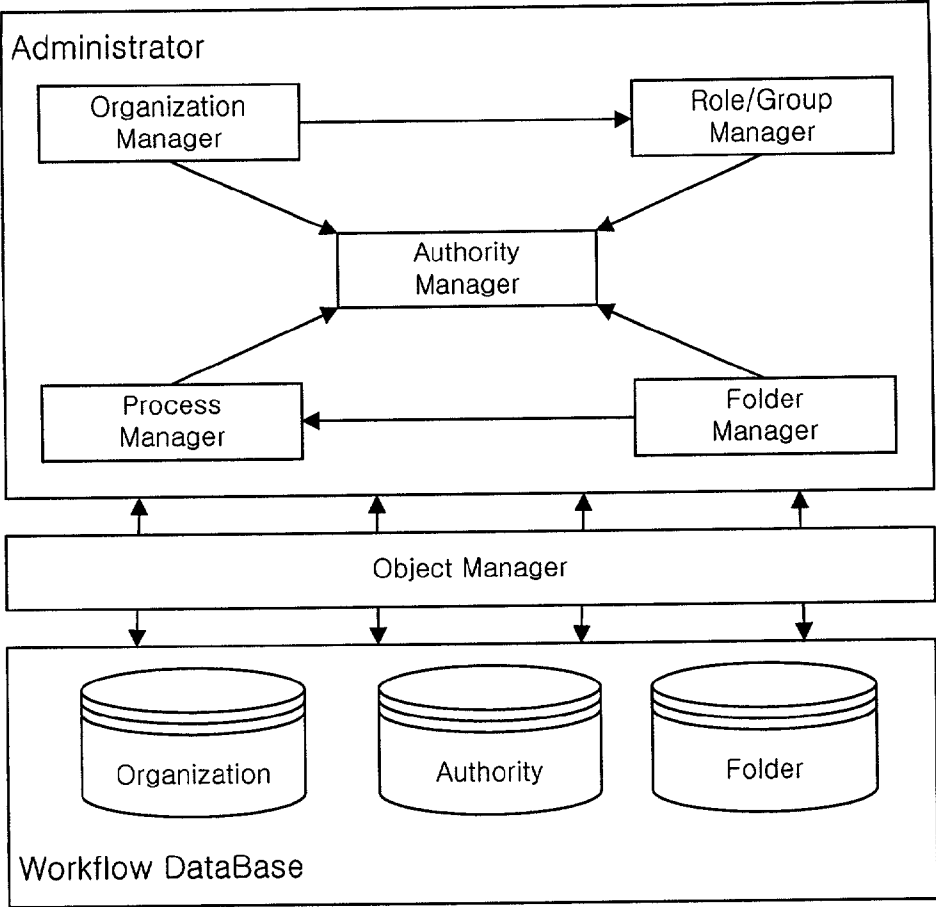 Administrator
Organization
Manager
Role/Group
Manager
Authority
Manager
Process
Manager
Folder
Manager
Object Manager
Organization
Authority
Folder
Workflow DataBase